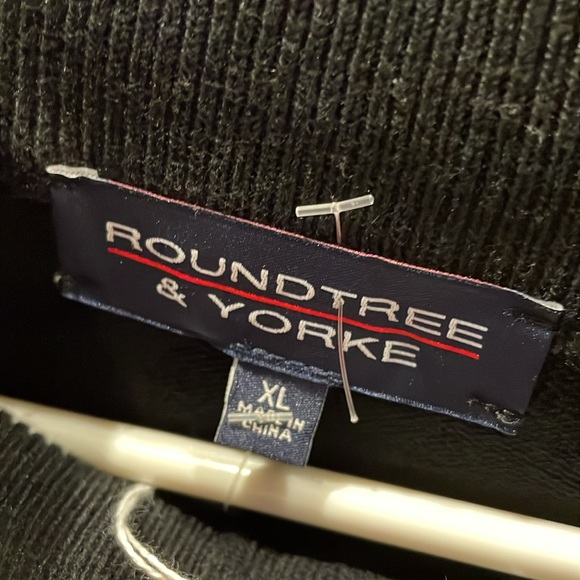 ROUNDTREE
& YORKE
XL
MADE IN
CHINA